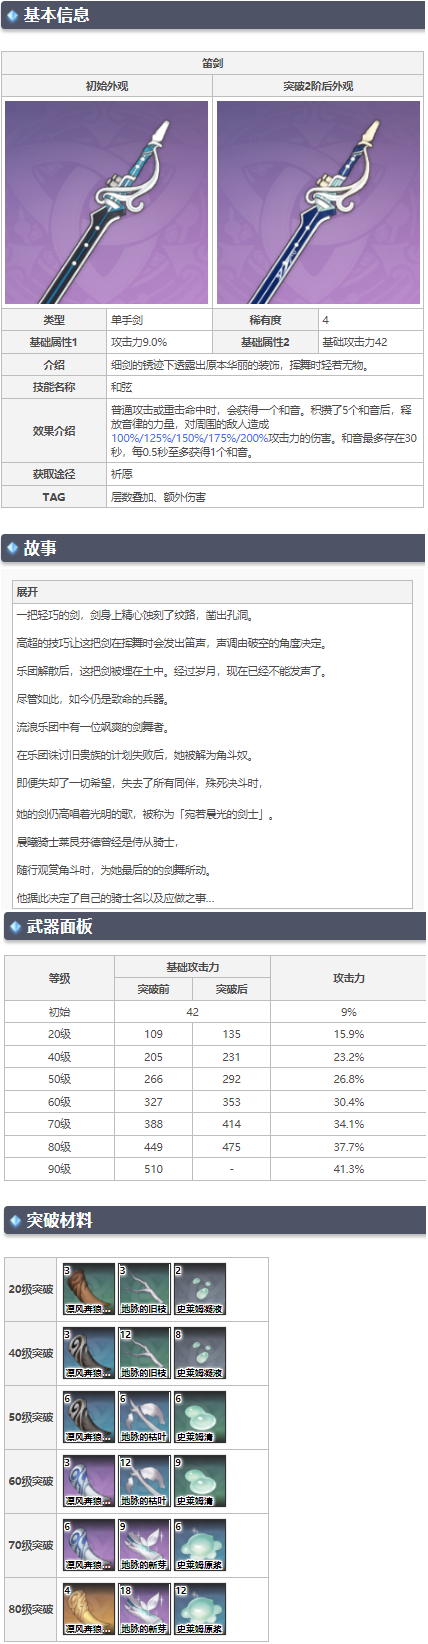 基本信息
笛剑
初始外观 突破2阶后外观
类型 单手剑 稀有度 4
基础属性1 攻击力9.0% 基础属性2 基础攻击力42
介绍 细剑的锈迹下透露出原本华丽的装饰，挥舞时轻若无物。
技能名称 和弦
普通攻击或重击命中时，会获得一个和音。积攒了5个和音后，释
放音律的力量，对周围的敌人造成
效果介绍
100%/125%/150%/175%/200%攻击力的伤害。和音最多存在30
秒，每0.5秒至多获得1个和音。
获取途径 祈愿
TAG 层数叠加、额外伤害
故事
展开
一把轻巧的剑，剑身上精心蚀刻了纹路，凿出孔洞。
高超的技巧让这把剑在挥舞时会发出笛声，声调由破空的角度决定。
乐团解散后，这把剑被埋在土中。经过岁月，现在已经不能发声了。
尽管如此，如今仍是致命的兵器。
流浪乐团中有一位飒爽的剑舞者。
在乐团诛讨旧贵族的计划失败后，她被解为角斗奴。
即便失却了一切希望，失去了所有同伴，殊死决斗时，
她的剑仍高唱着光明的歌，被称为「宛若晨光的剑士」。
晨曦骑士莱艮芬德曾经是侍从骑士，
随行观赏角斗时，为她最后的的剑舞所动。
他据此决定了自己的骑士名以及应做之事...
武器面板
等级 基础攻击力 攻击力
突破前 突破后
初始 42 9%
20级 109 135 15.9%
40级 205 231 23.2%
50级 266 292 26.8%
60级 327 353 30.4%
70级 388 414 34.1%
80级 449 475 37.7%
90级 510 - 41.3%
突破材料
20级突破 3 凛风奔狼... 3 地脉的旧枝 2 史莱姆凝液
40级突破 3 凛风奔狼... 12 地脉的旧枝 8 史莱姆凝液
50级突破 6 凛风奔狼... 6 地脉的枯叶 6 史莱姆清
60级突破 3 凛风奔狼... 12 地脉的枯叶 9 史莱姆清
70级突破 6 凛风奔狼... 9 地脉的新芽 6 史莱姆原浆
80级突破 4 凛风奔狼... 18 地脉的新芽 12 史莱姆原浆